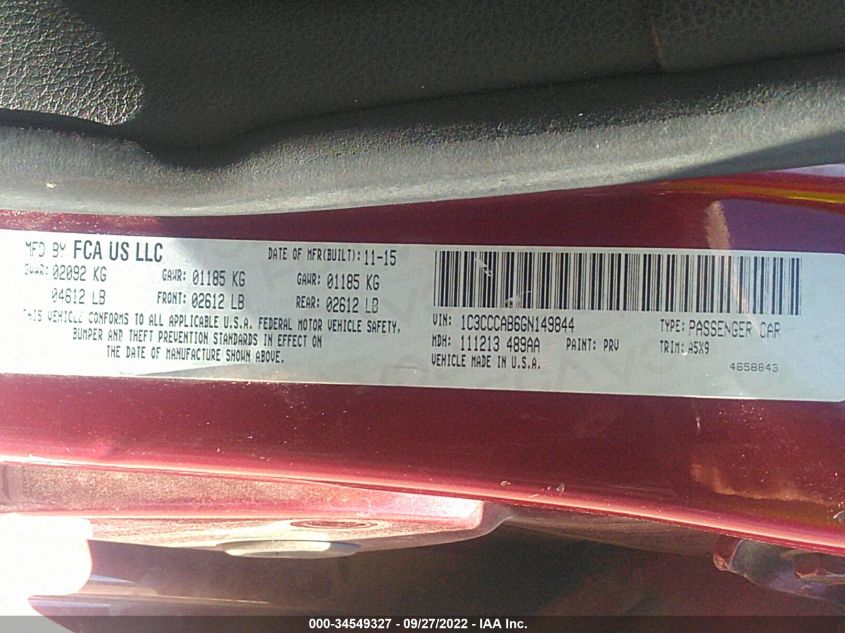 MFD BY FCA US LLC DATE OF MFR(BUILT): 11-15
GVWR: 02092 KG GAWR: 01185 KG GAWR: 01185 KG
04612 LB FRONT: 02612 LB REAR: 02612 LB
THIS VEHICLE CONFORMS TO ALL APPLICABLE U.S.A. FEDERAL MOTOR VEHICLE SAFETY,
BUMPER AND THEFT PREVENTION STANDARDS IN EFFECT ON
THE DATE OF MANUFACTURE SHOWN ABOVE.
VIN: 1C3CCCAB6GN149844 TYPE: PASSENGER CAR
MDH: 111213 489AA PAINT: PRV TRIM: A5X9
VEHICLE MADE IN U.S.A. 4658843
000-34549327 - 09/27/2022 - IAA Inc.